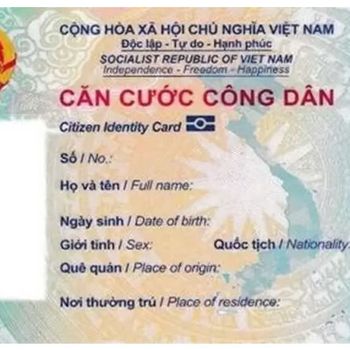 CỘNG HÒA XÃ HỘI CHỦ NGHĨA VIỆT NAM
Độc lập - Tự do - Hạnh phúc
SOCIALIST REPUBLIC OF VIET NAM
Independence - Freedom - Happiness
CĂN CƯỚC CÔNG DÂN
Citizen Identity Card
Số / No.:
Họ và tên / Full name:
Ngày sinh / Date of birth:
Giới tính / Sex: Quốc tịch / Nationality:
Quê quán / Place of origin:
Nơi thường trú / Place of residence: